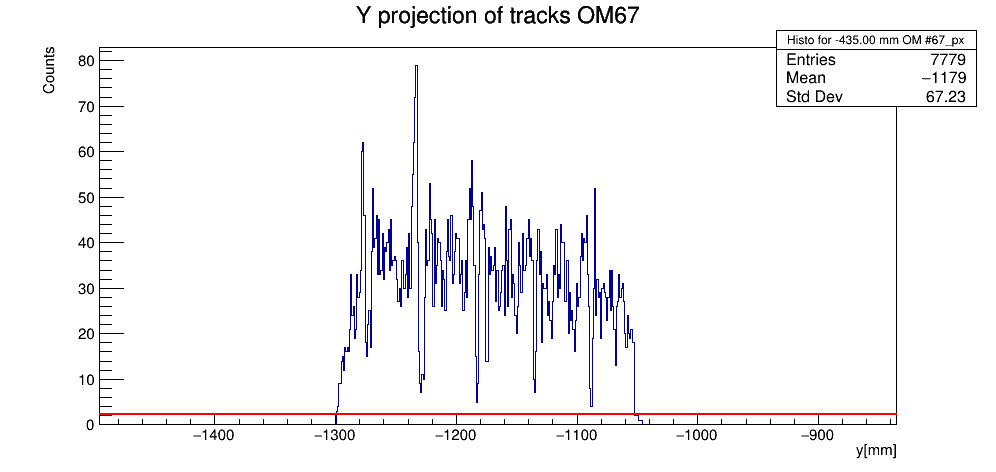 Y projection of tracks OM67
Histo for -435.00 mm OM #67_px
Entries 7779
Mean −1179
Std Dev 67.23
Counts
80
70
60
50
40
30
20
10
0
−1400 −1300 −1200 −1100 −1000 −900
y[mm]